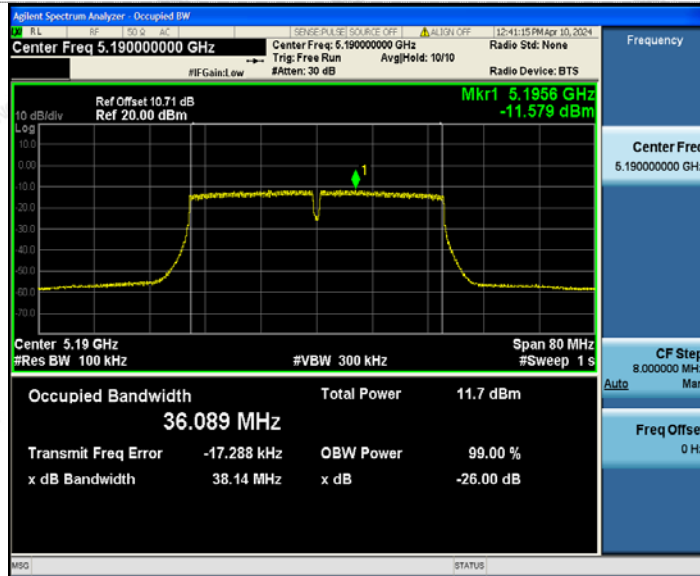 Agilent Spectrum Analyzer - Occupied BW
RL RF 50 Ω AC SENSE:PULSE SOURCE OFF ALIGN OFF 12:41:15 PM Apr 10, 2024
Center Freq 5.190000000 GHz
Center Freq: 5.190000000 GHz
Radio Std: None
Trig: Free Run Avg|Hold: 10/10
#IFGain:Low
#Atten: 30 dB
Radio Device: BTS
Frequency
Ref Offset 10.71 dB
Mkr1 5.1956 GHz
10 dB/div Ref 20.00 dBm
-11.579 dBm
Log
10.0
0.00
-10.0
-20.0
-30.0
-40.0
-50.0
-60.0
-70.0
1
Center 5.19 GHz
Span 80 MHz
#Res BW 100 kHz
#VBW 300 kHz
#Sweep 1 s
Center Freq
5.190000000 GHz
CF Step
8.000000 MHz
Auto Man
Freq Offset
0 Hz
Occupied Bandwidth
Total Power 11.7 dBm
36.089 MHz
Transmit Freq Error -17.288 kHz OBW Power 99.00 %
x dB Bandwidth 38.14 MHz x dB -26.00 dB
MSG
STATUS